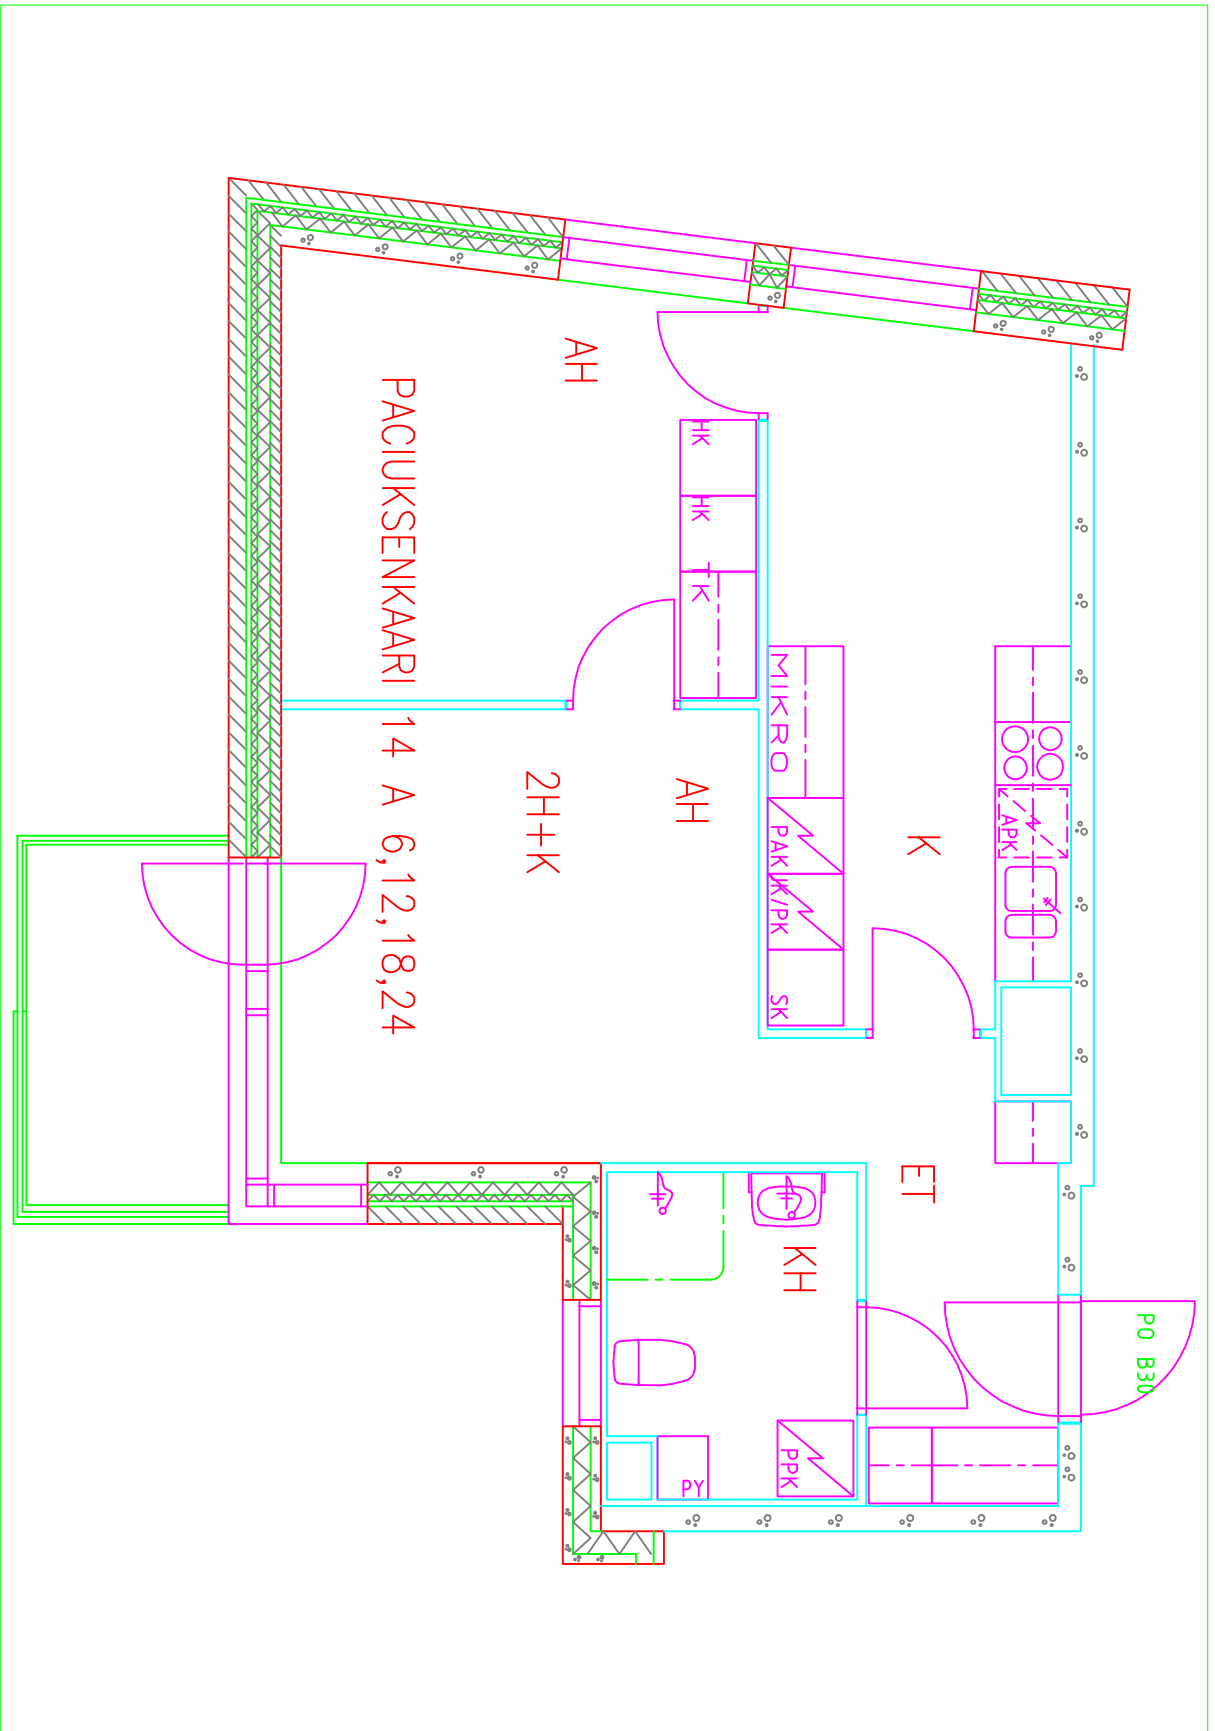 PO B30
APK
K
ET
KH
MIKRO
PAK
JK/PK
SK
PPK
HK
HK
TK
AH
PY
AH
2H+K
PACIUKSENKAARI 14 A 6,12,18,24